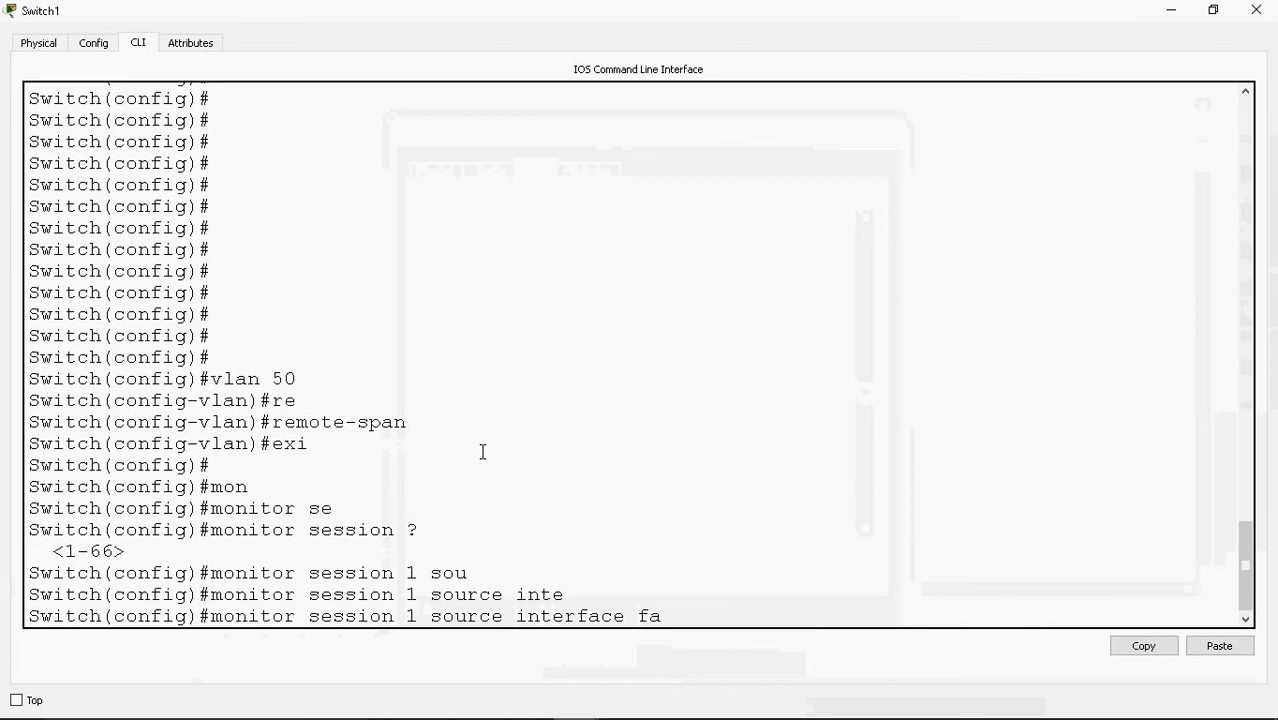 Switch1
Physical Config CLI Attributes
IOS Command Line Interface
Switch(config)#
Switch(config)#
Switch(config)#
Switch(config)#
Switch(config)#
Switch(config)#
Switch(config)#
Switch(config)#
Switch(config)#
Switch(config)#
Switch(config)#
Switch(config)#
Switch(config)#
Switch(config)#vlan 50
Switch(config-vlan)#re
Switch(config-vlan)#remote-span
Switch(config-vlan)#exi
Switch(config)#
Switch(config)#mon
Switch(config)#monitor se
Switch(config)#monitor session ?
<1-66>
Switch(config)#monitor session 1 sou
Switch(config)#monitor session 1 source inte
Switch(config)#monitor session 1 source interface fa
Copy Paste
Top